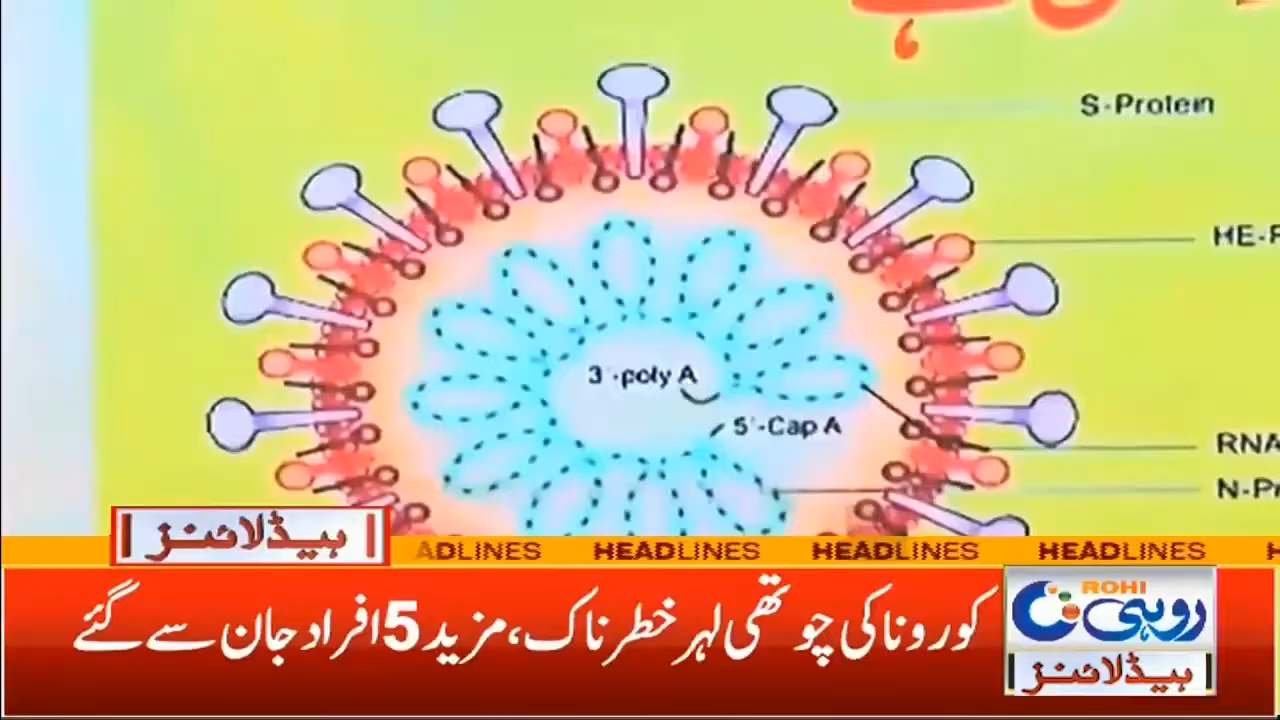 S-Protein
HE-
3'-poly A
5'-Cap A
RNA
N-Pr
ہیڈلائنز
ADLINES HEADLINES HEADLINES HEADLINES
ROHI
روہی
کورونا کی چوتھی لہر خطرناک، مزید 5 افراد جان سے گئے
ہیڈلائنز